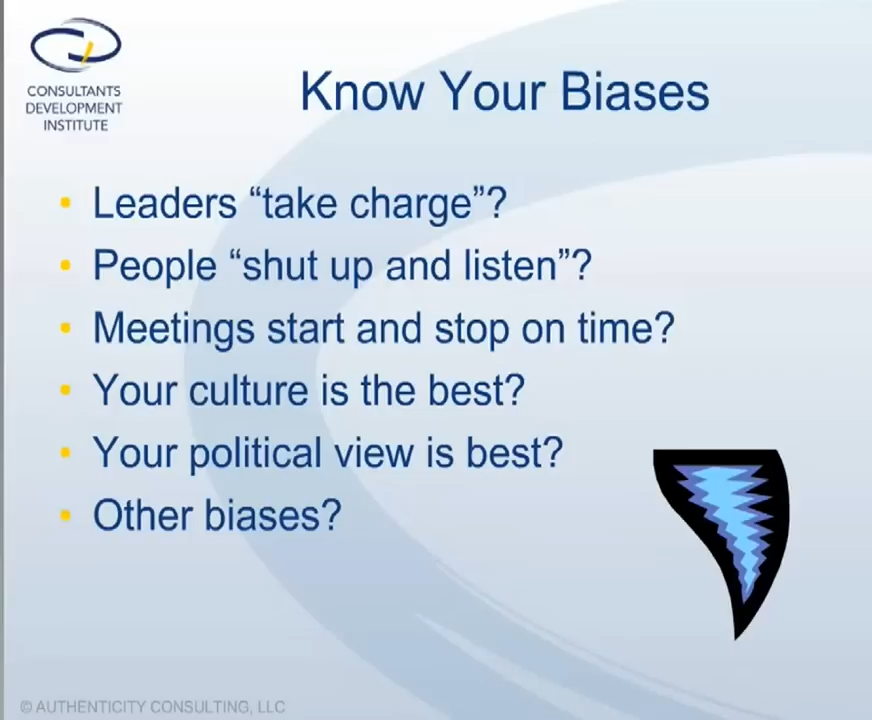 CONSULTANTS
DEVELOPMENT
INSTITUTE
Know Your Biases
• Leaders “take charge”?
• People “shut up and listen”?
• Meetings start and stop on time?
• Your culture is the best?
• Your political view is best?
• Other biases?
© AUTHENTICITY CONSULTING, LLC